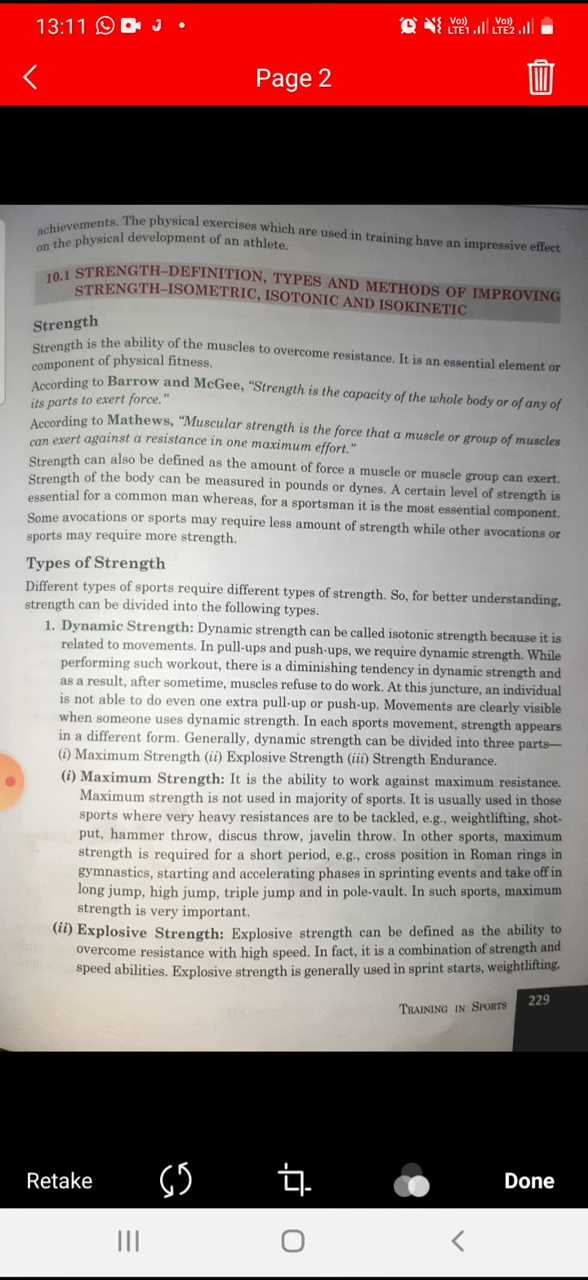 13:11
Vo)) LTE1 Vo)) LTE2
Page 2
achievements. The physical exercises which are used in training have an impressive effect
on the physical development of an athlete.
10.1 STRENGTH–DEFINITION, TYPES AND METHODS OF IMPROVING
STRENGTH–ISOMETRIC, ISOTONIC AND ISOKINETIC
Strength
Strength is the ability of the muscles to overcome resistance. It is an essential element or
component of physical fitness.
According to Barrow and McGee, “Strength is the capacity of the whole body or of any of
its parts to exert force.”
According to Mathews, “Muscular strength is the force that a muscle or group of muscles
can exert against a resistance in one maximum effort.”
Strength can also be defined as the amount of force a muscle or muscle group can exert.
Strength of the body can be measured in pounds or dynes. A certain level of strength is
essential for a common man whereas, for a sportsman it is the most essential component.
Some avocations or sports may require less amount of strength while other avocations or
sports may require more strength.
Types of Strength
Different types of sports require different types of strength. So, for better understanding,
strength can be divided into the following types.
1. Dynamic Strength: Dynamic strength can be called isotonic strength because it is
related to movements. In pull-ups and push-ups, we require dynamic strength. While
performing such workout, there is a diminishing tendency in dynamic strength and
as a result, after sometime, muscles refuse to do work. At this juncture, an individual
is not able to do even one extra pull-up or push-up. Movements are clearly visible
when someone uses dynamic strength. In each sports movement, strength appears
in a different form. Generally, dynamic strength can be divided into three parts—
(i) Maximum Strength (ii) Explosive Strength (iii) Strength Endurance.
(i) Maximum Strength: It is the ability to work against maximum resistance.
Maximum strength is not used in majority of sports. It is usually used in those
sports where very heavy resistances are to be tackled, e.g., weightlifting, shot-
put, hammer throw, discus throw, javelin throw. In other sports, maximum
strength is required for a short period, e.g., cross position in Roman rings in
gymnastics, starting and accelerating phases in sprinting events and take off in
long jump, high jump, triple jump and in pole-vault. In such sports, maximum
strength is very important.
(ii) Explosive Strength: Explosive strength can be defined as the ability to
overcome resistance with high speed. In fact, it is a combination of strength and
speed abilities. Explosive strength is generally used in sprint starts, weightlifting,
TRAINING IN SPORTS 229
Retake
Done